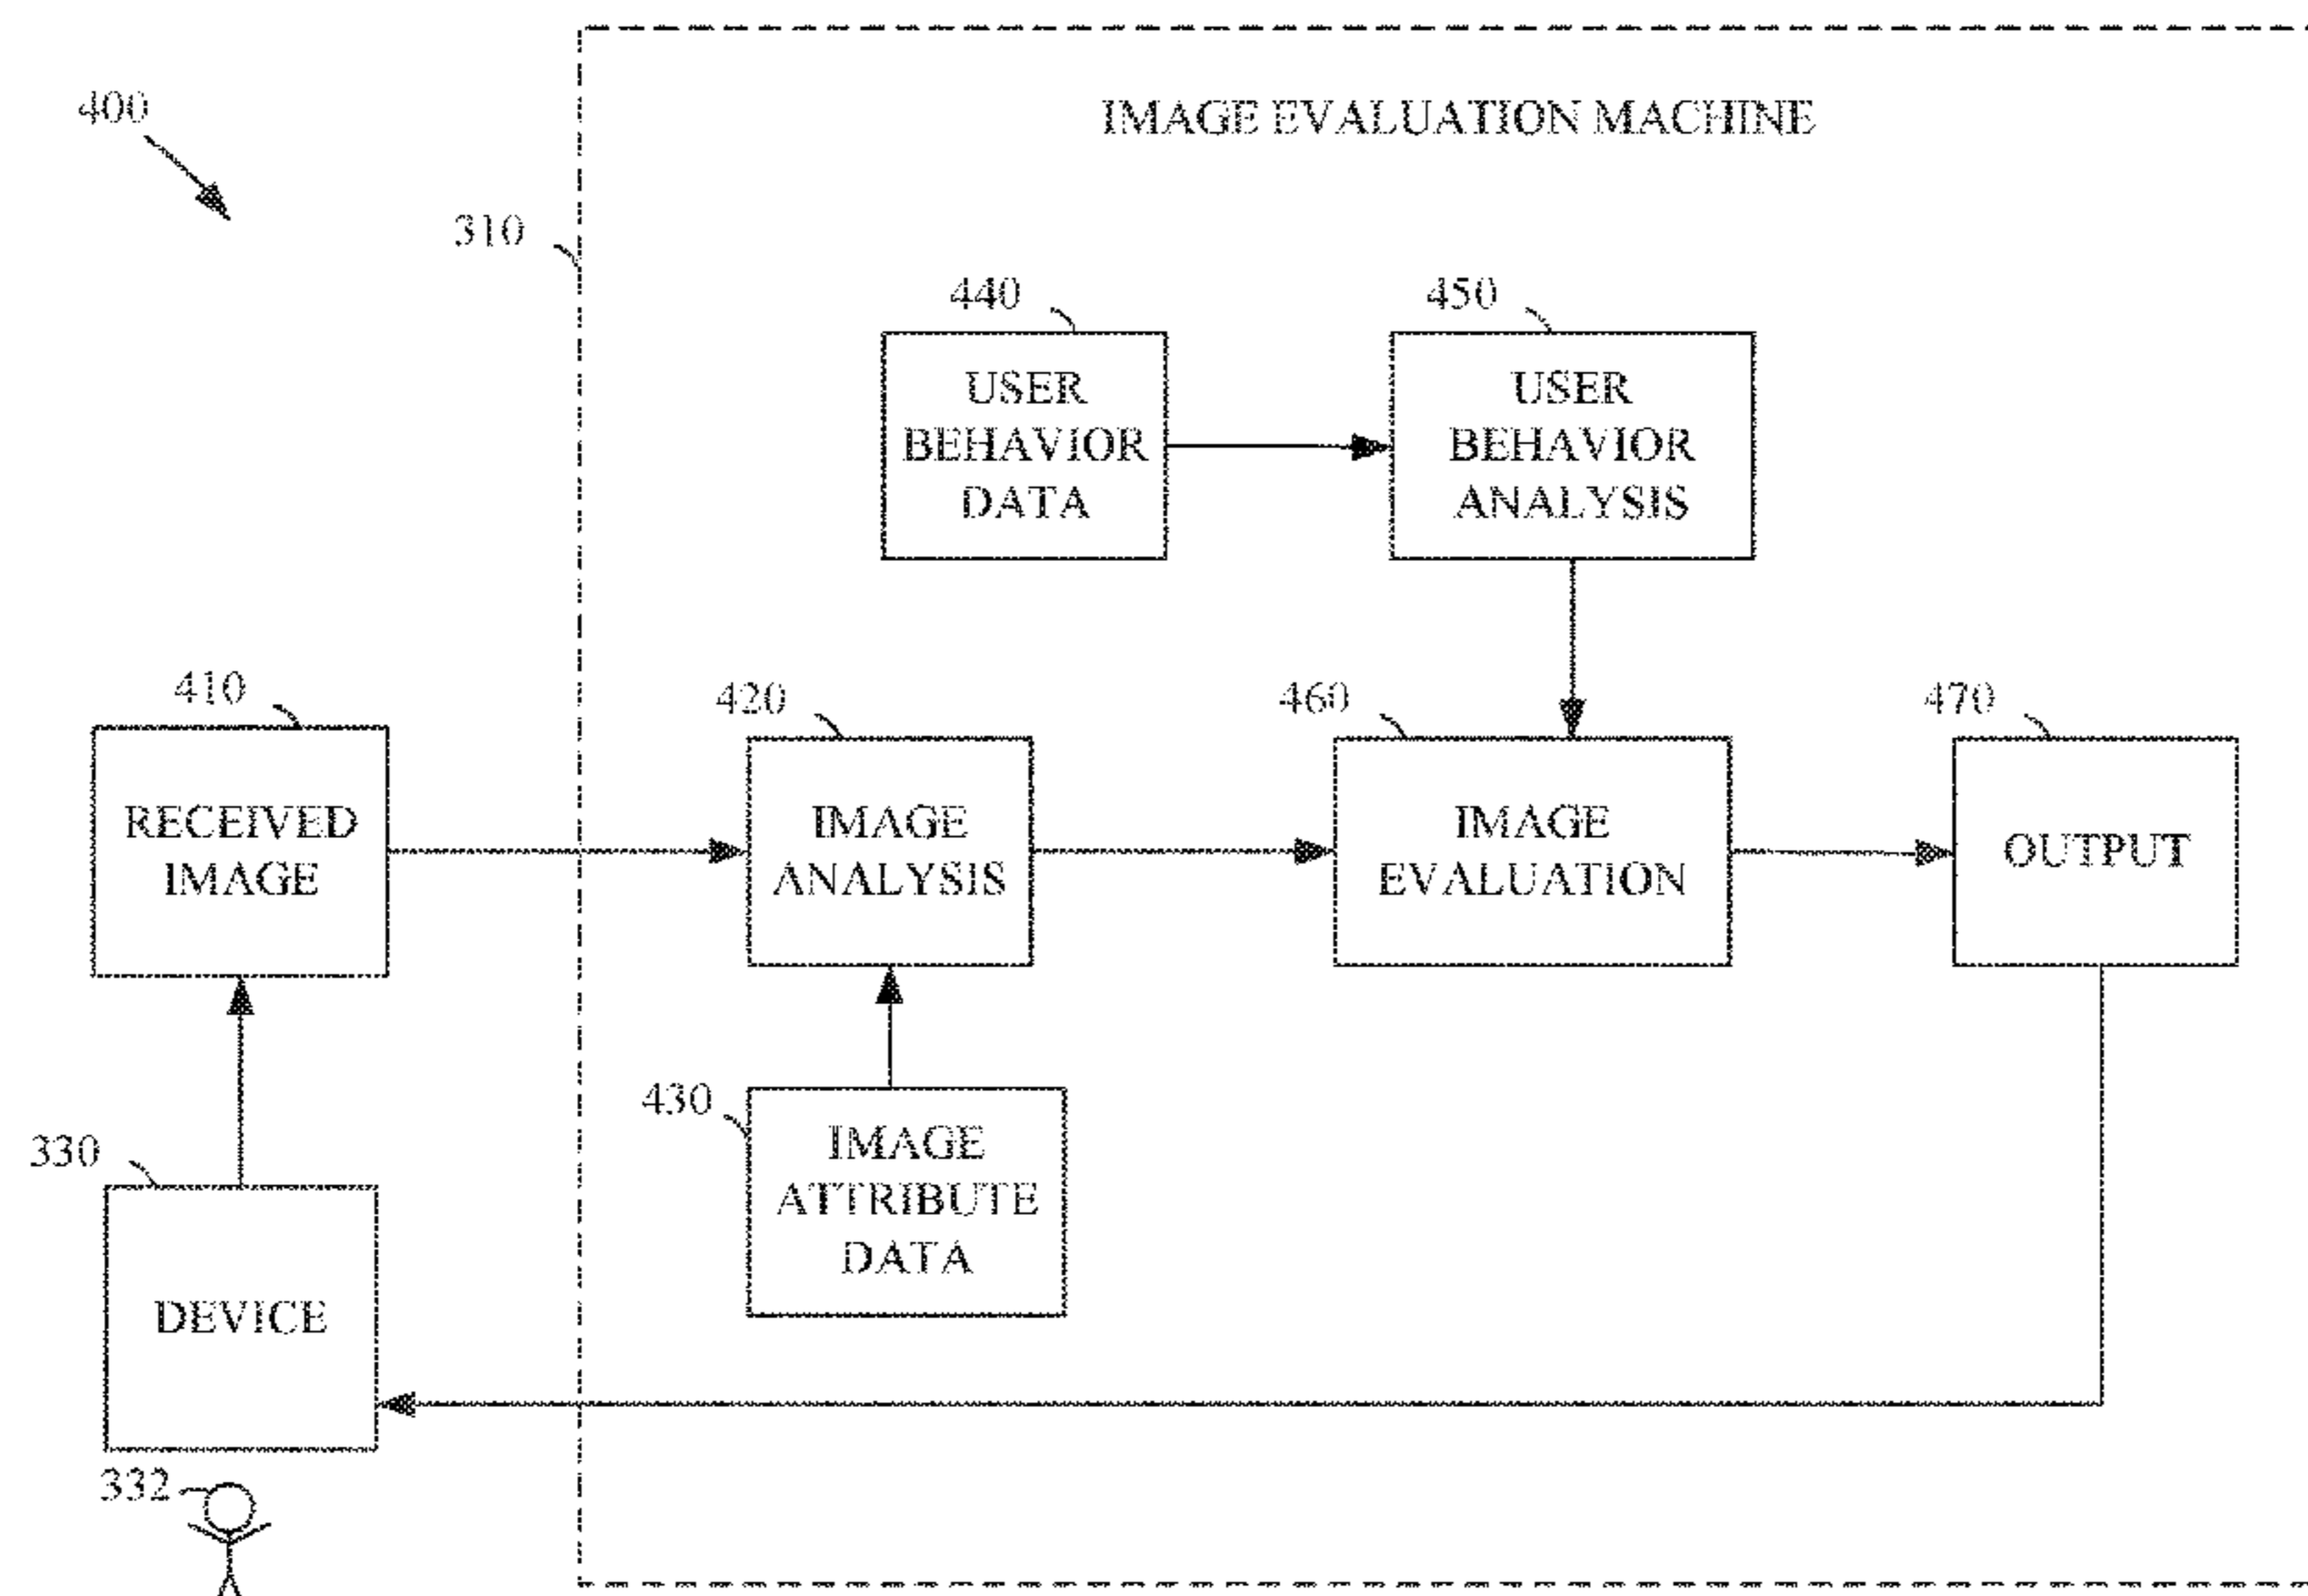 400
IMAGE EVALUATION MACHINE
310
440
450
USER
BEHAVIOR
DATA
USER
BEHAVIOR
ANALYSIS
410
420
460
470
RECEIVED
IMAGE
IMAGE
ANALYSIS
IMAGE
EVALUATION
OUTPUT
430
IMAGE
ATTRIBUTE
DATA
330
DEVICE
332